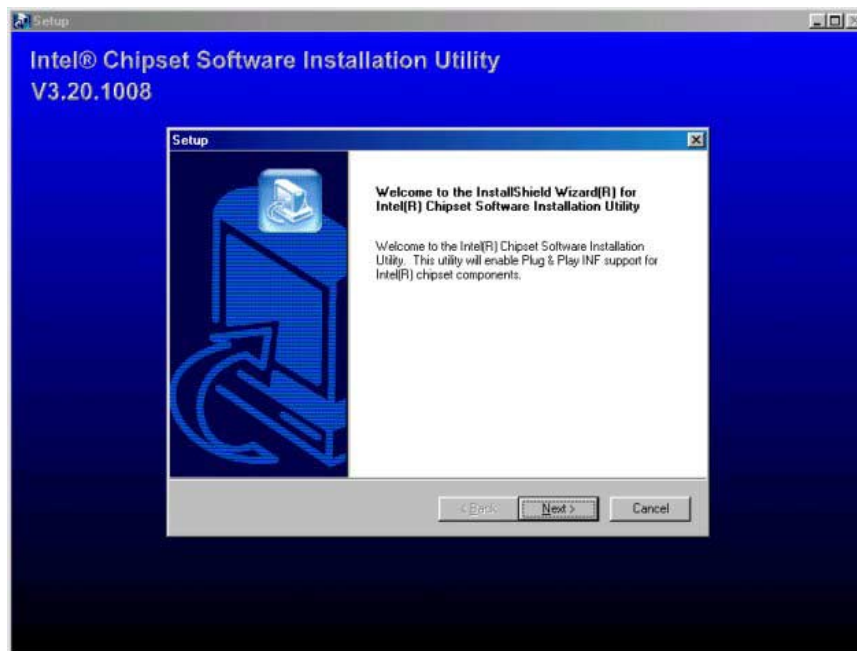 Setup
Intel® Chipset Software Installation Utility
V3.20.1008
Setup
Welcome to the InstallShield Wizard(R) for
Intel(R) Chipset Software Installation Utility
Welcome to the Intel(R) Chipset Software Installation
Utility. This utility will enable Plug & Play INF support for
Intel(R) chipset components.
< Back
Next >
Cancel